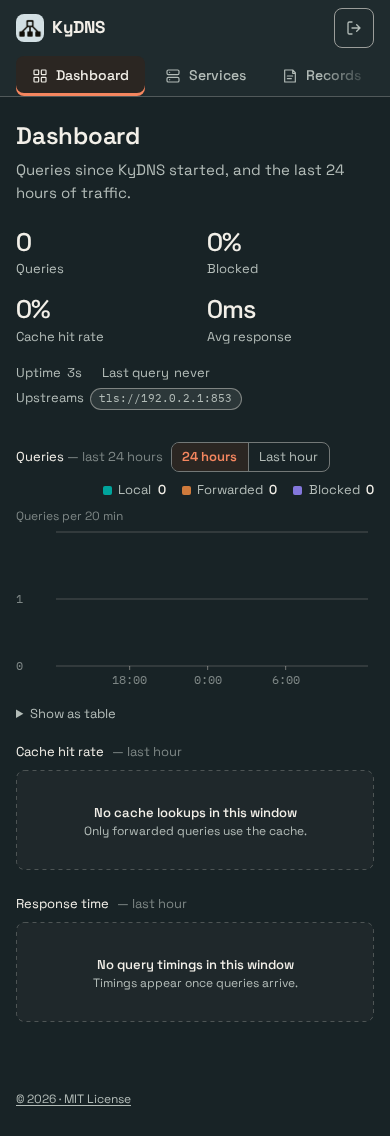 KyDNS
Dashboard
Services
Records
Dashboard
Queries since KyDNS started, and the last 24
hours of traffic.
0
Queries
0%
Blocked
0%
Cache hit rate
0ms
Avg response
Uptime 3s Last query never
Upstreams tls://192.0.2.1:853
Queries — last 24 hours 24 hours Last hour
Local 0 Forwarded 0 Blocked 0
Queries per 20 min
1
0
18:00 0:00 6:00
Show as table
Cache hit rate — last hour
No cache lookups in this window
Only forwarded queries use the cache.
Response time — last hour
No query timings in this window
Timings appear once queries arrive.
© 2026 · MIT License